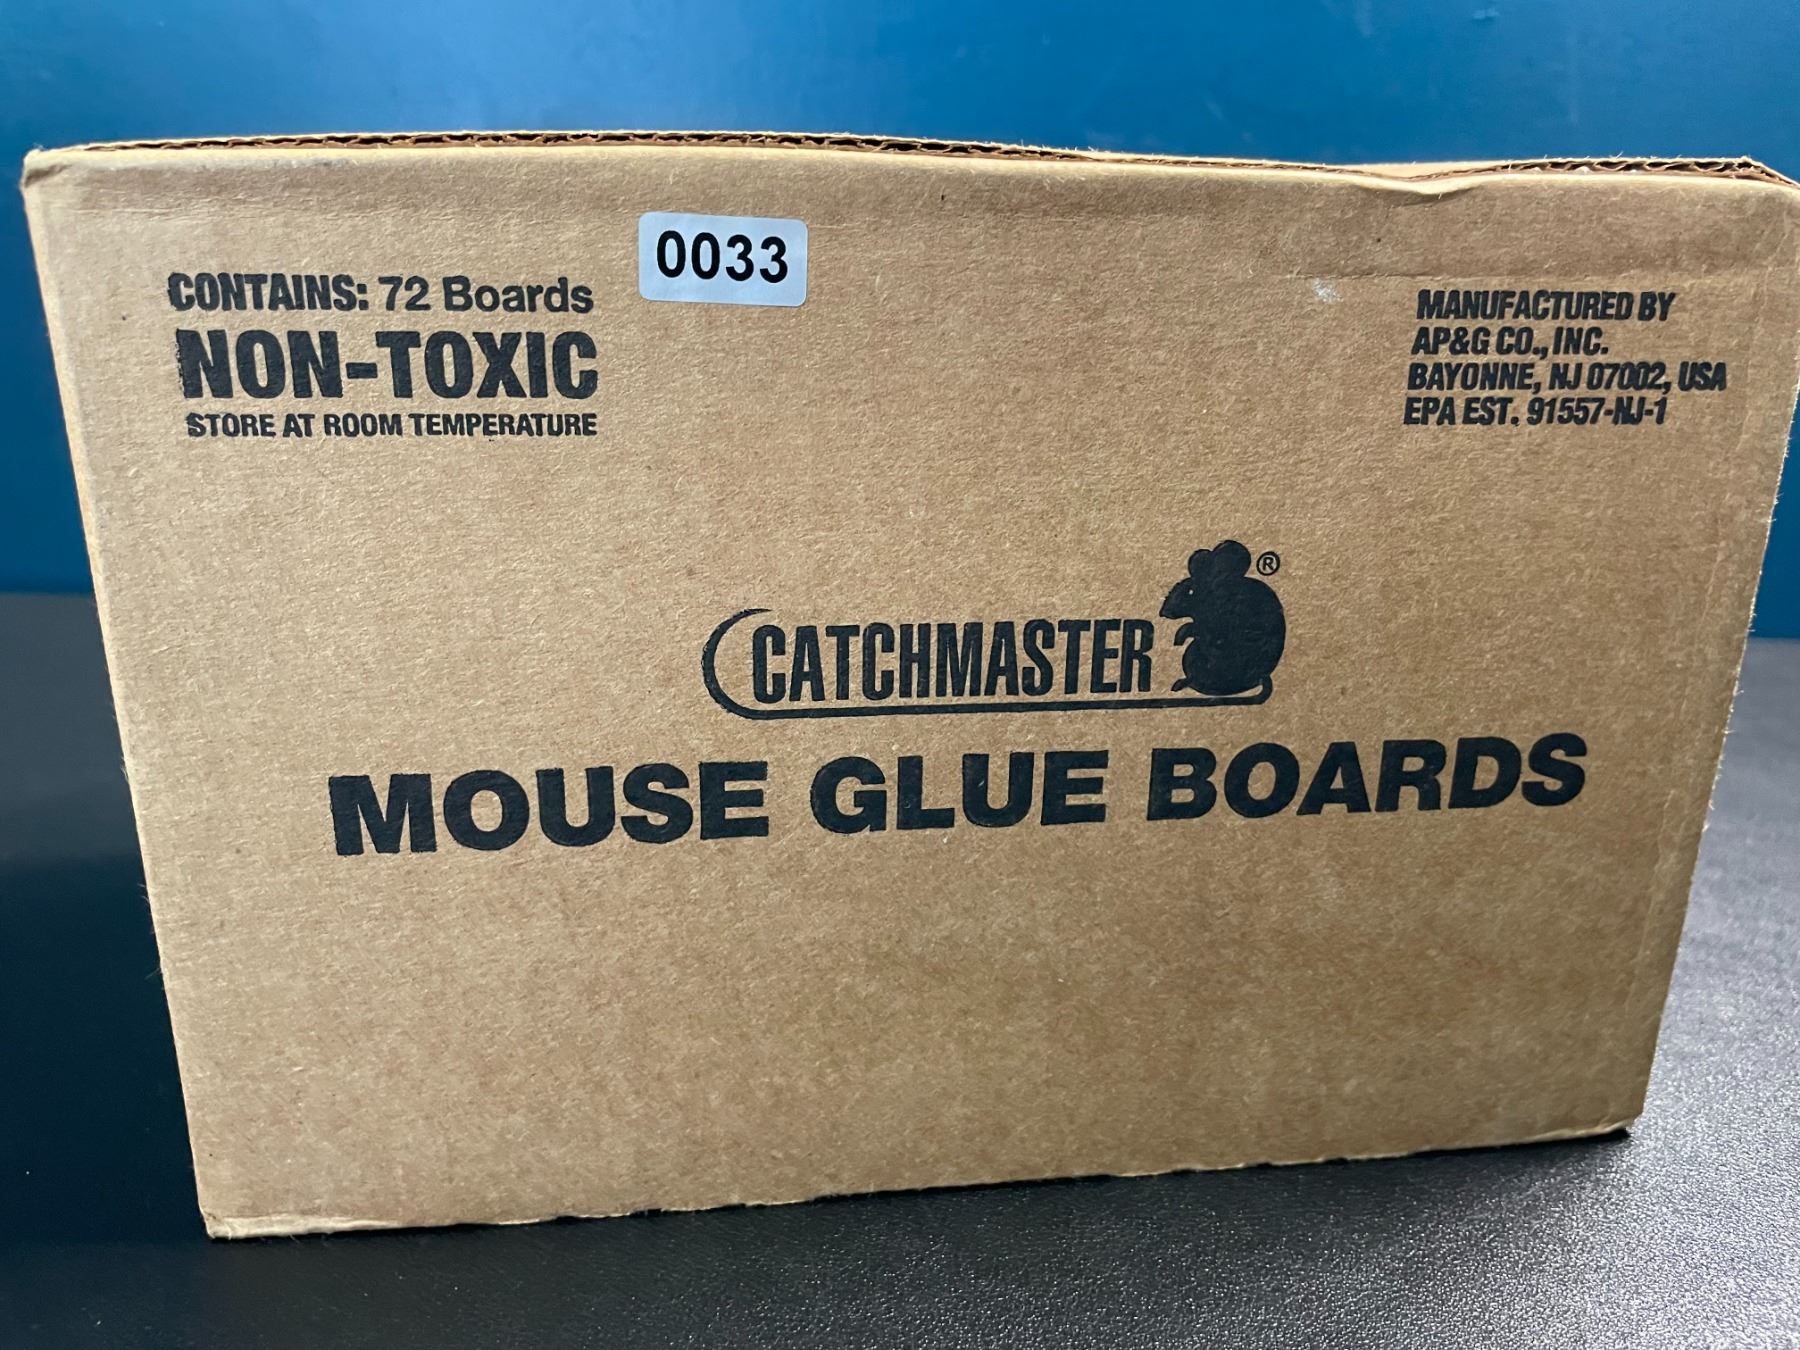 0033
CONTAINS: 72 Boards
NON-TOXIC
STORE AT ROOM TEMPERATURE
MANUFACTURED BY
AP&G CO., INC.
BAYONNE, NJ 07002, USA
EPA EST. 91557-NJ-1
CATCHMASTER ®
MOUSE GLUE BOARDS